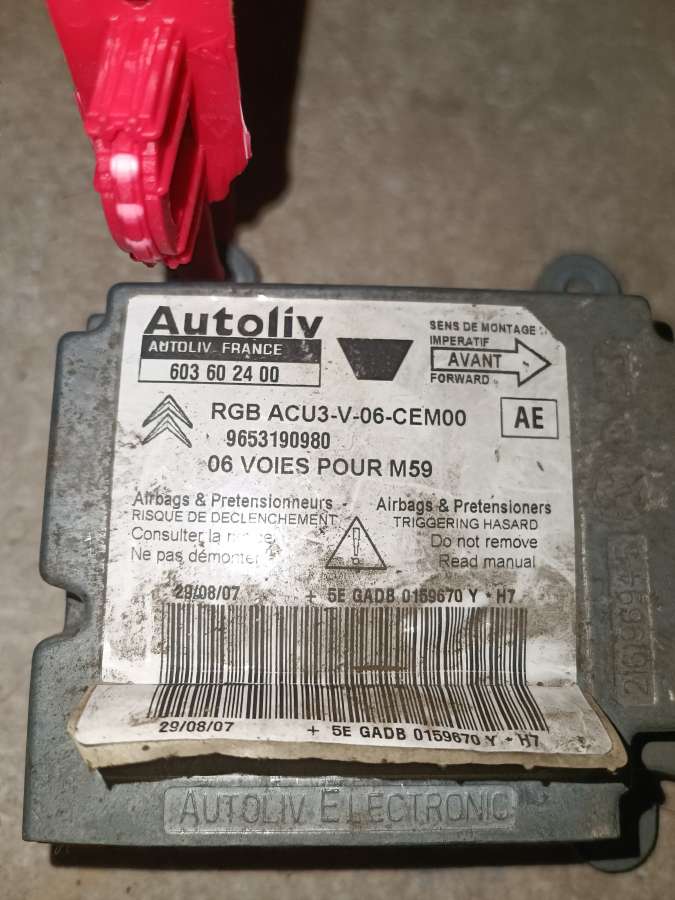 Autoliv
AUTOLIV FRANCE
603 60 24 00
SENS DE MONTAGE
IMPERATIF
AVANT
FORWARD
RGB ACU3-V-06-CEM00
AE
9653190980
06 VOIES POUR M59
Airbags & Pretensionneurs
RISQUE DE DECLENCHEMENT
Consulter la
Ne pas démonter
Airbags & Pretensioners
TRIGGERING HASARD
Do not remove
Read manual
29/08/07 + 5E GADB 0159670 Y * H7
29/08/07 + 5E GADB 0159670 Y * H7
AUTOLIV ELECTRONIC